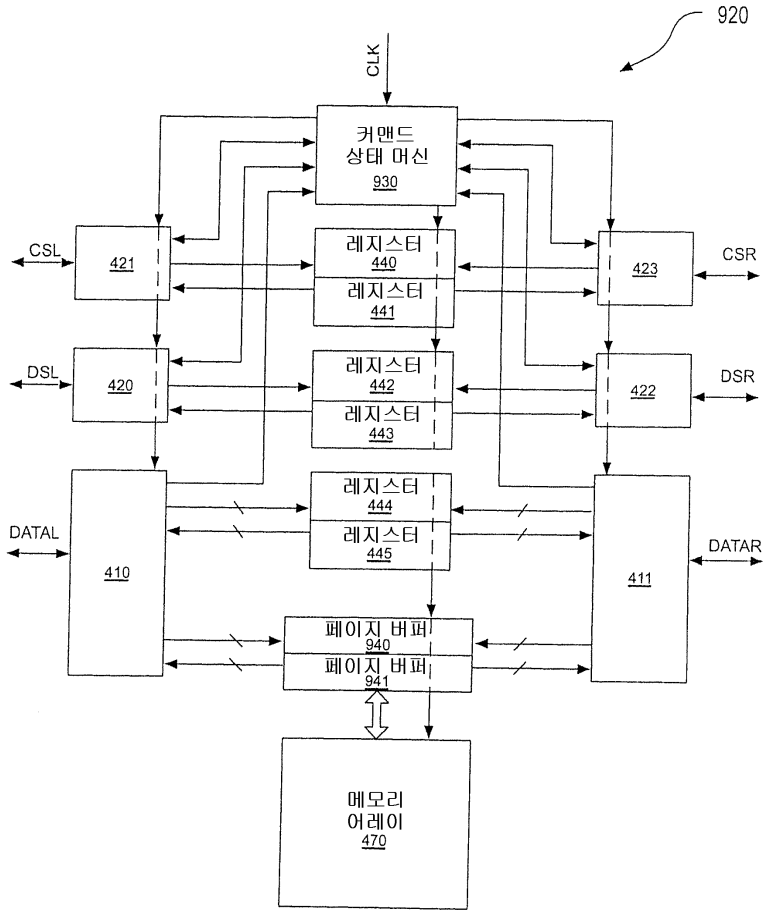 920
CLK
커맨드
상태 머신
930
CSL
421
레지스터
440
레지스터
441
423
CSR
DSL
420
레지스터
442
레지스터
443
422
DSR
DATAL
410
레지스터
444
레지스터
445
411
DATAR
페이지 버퍼
940
페이지 버퍼
941
메모리
어레이
470